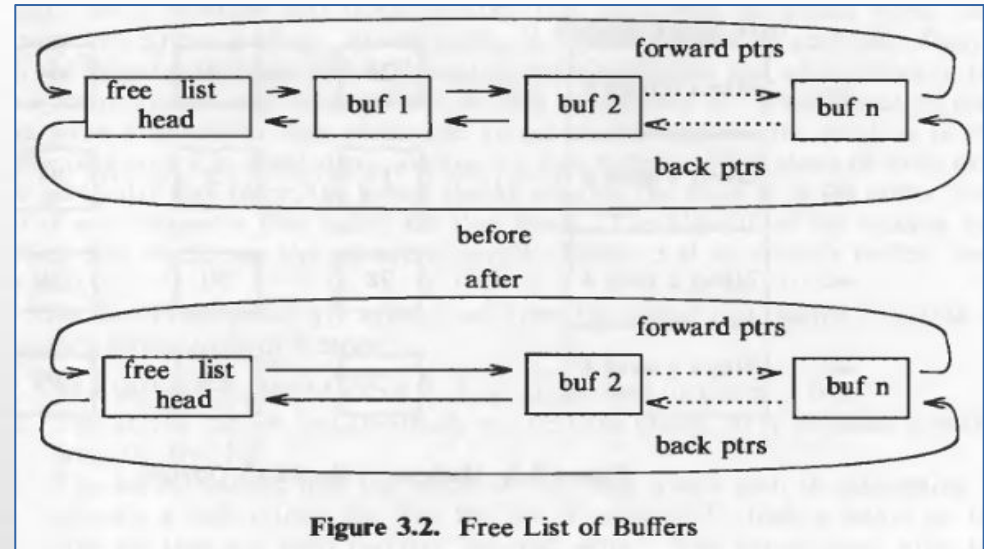 forward ptrs
free list
head
buf 1
buf 2
buf n
back ptrs
before
after
forward ptrs
free list
head
buf 2
buf n
back ptrs
Figure 3.2. Free List of Buffers